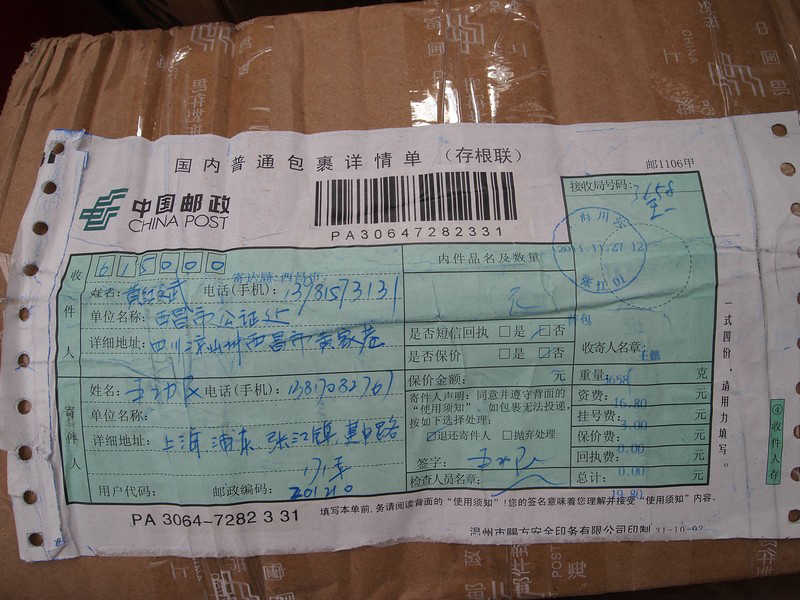 国内普通包裹详情单 (存根联)
邮1106甲
中国邮政
CHINA POST
PA30647282331
接收局号码:
收件人
615000
姓名:
电话(手机):
单位名称: 西昌市公证处
详细地址: 四川凉山州西昌市
内件品名及数量
是否短信回执 □是 □否
是否保价 □是 □否
保价金额: 元
收寄人名章:
寄件人
姓名:
电话(手机):
单位名称:
详细地址: 上海浦东张江镇
用户代码:
邮政编码: 201210
寄件人声明: 同意并遵守背面的
“使用须知”、如包裹无法投递,
按如下选择处理:
☑退还寄件人 □抛弃处理
签字:
检查人员名章:
重量: 克
资费: 16.80 元
挂号费: 3.00 元
保价费: 0.00 元
回执费: 0.00 元
总计: 19.80 元
一式四份,请用力填写。
④收件人存
PA 3064-7282 3 31
填写本单前,务请阅读背面的“使用须知”!您的签名意味着您理解并接受“使用须知”内容。